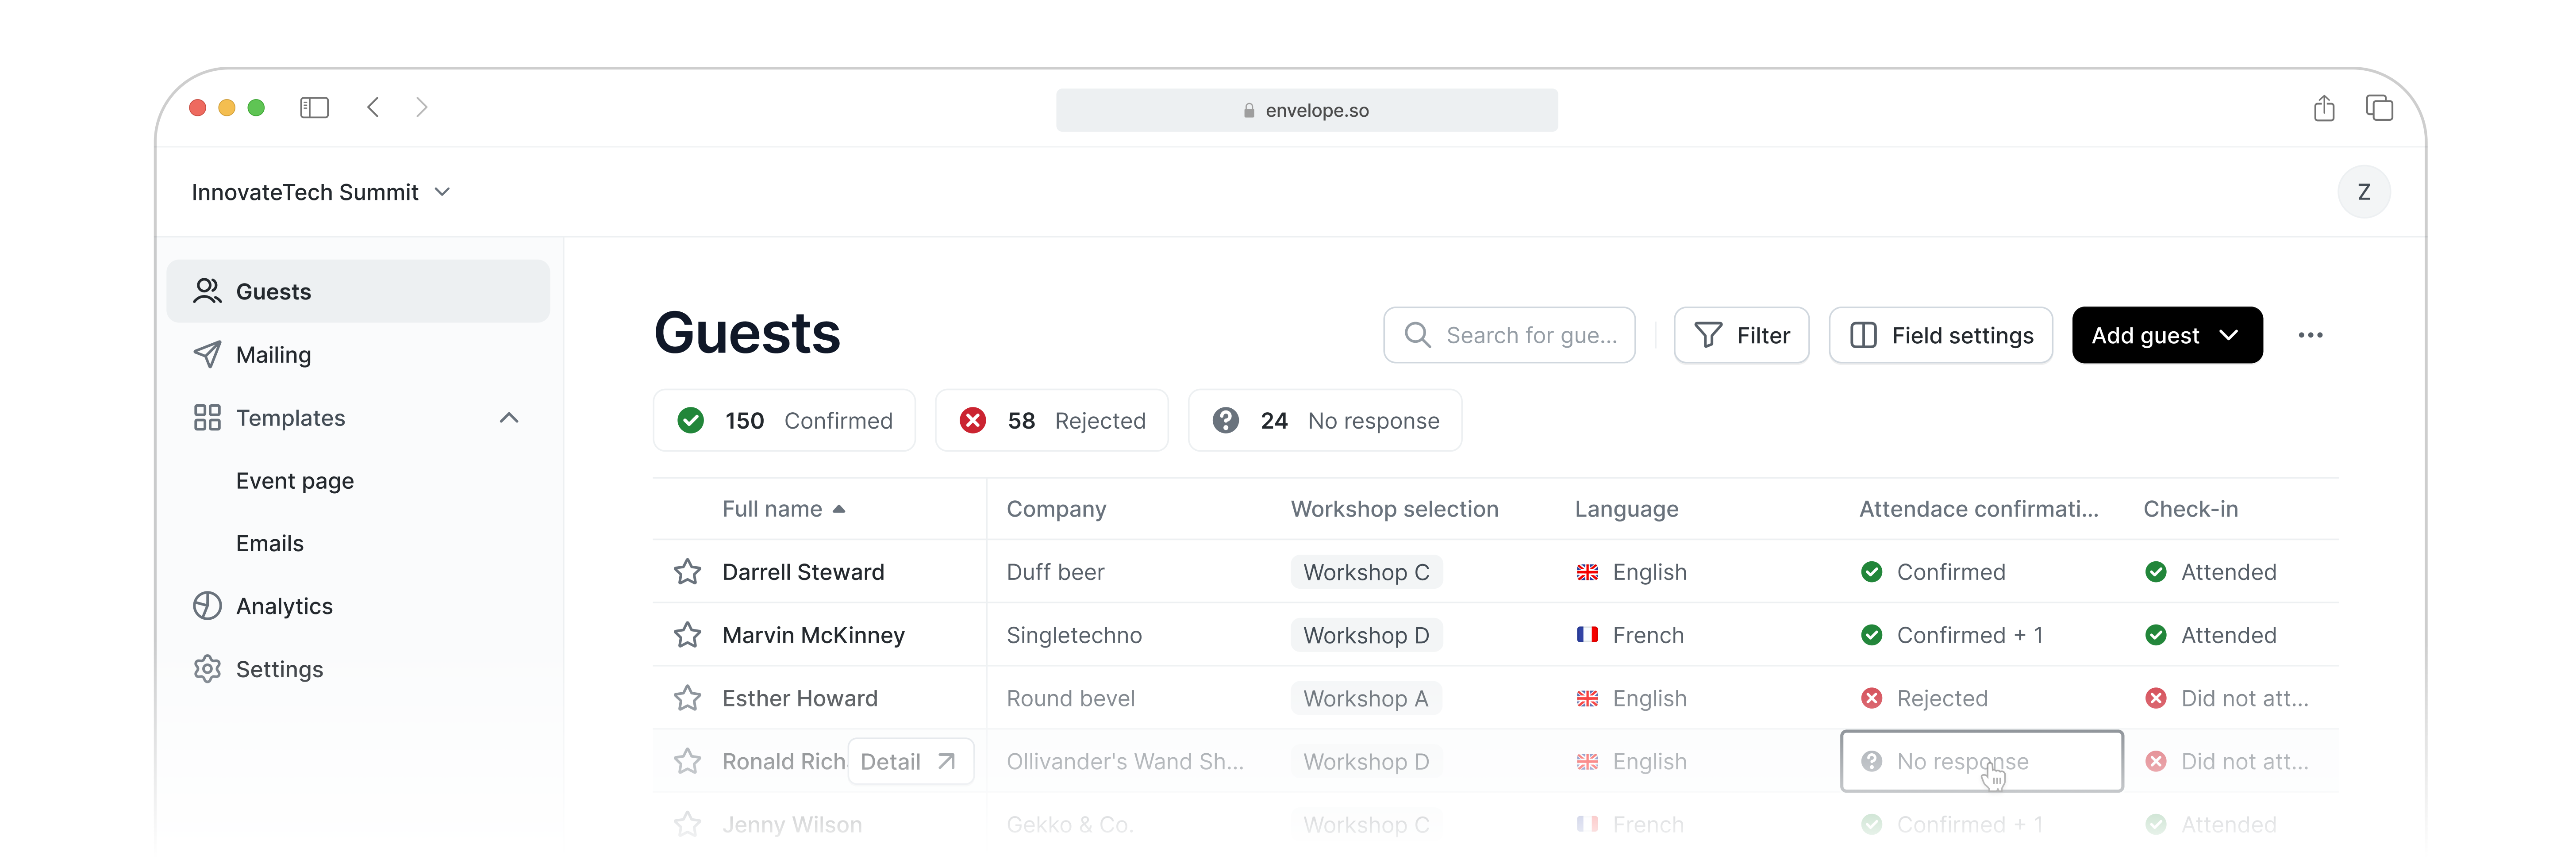 envelope.so
InnovateTech Summit
Z
Guests
Mailing
Templates
Event page
Emails
Analytics
Settings
Guests
Search for gue...
Filter
Field settings
Add guest
150 Confirmed
58 Rejected
24 No response
Full name Company Workshop selection Language Attendace confirmati... Check-in
Darrell Steward Duff beer Workshop C English Confirmed Attended
Marvin McKinney Singletechno Workshop D French Confirmed + 1 Attended
Esther Howard Round bevel Workshop A English Rejected Did not att...
Ronald Rich Detail Ollivander's Wand Sh... Workshop D English No response Did not att...
Jenny Wilson Gekko & Co. Workshop C French Confirmed + 1 Attended